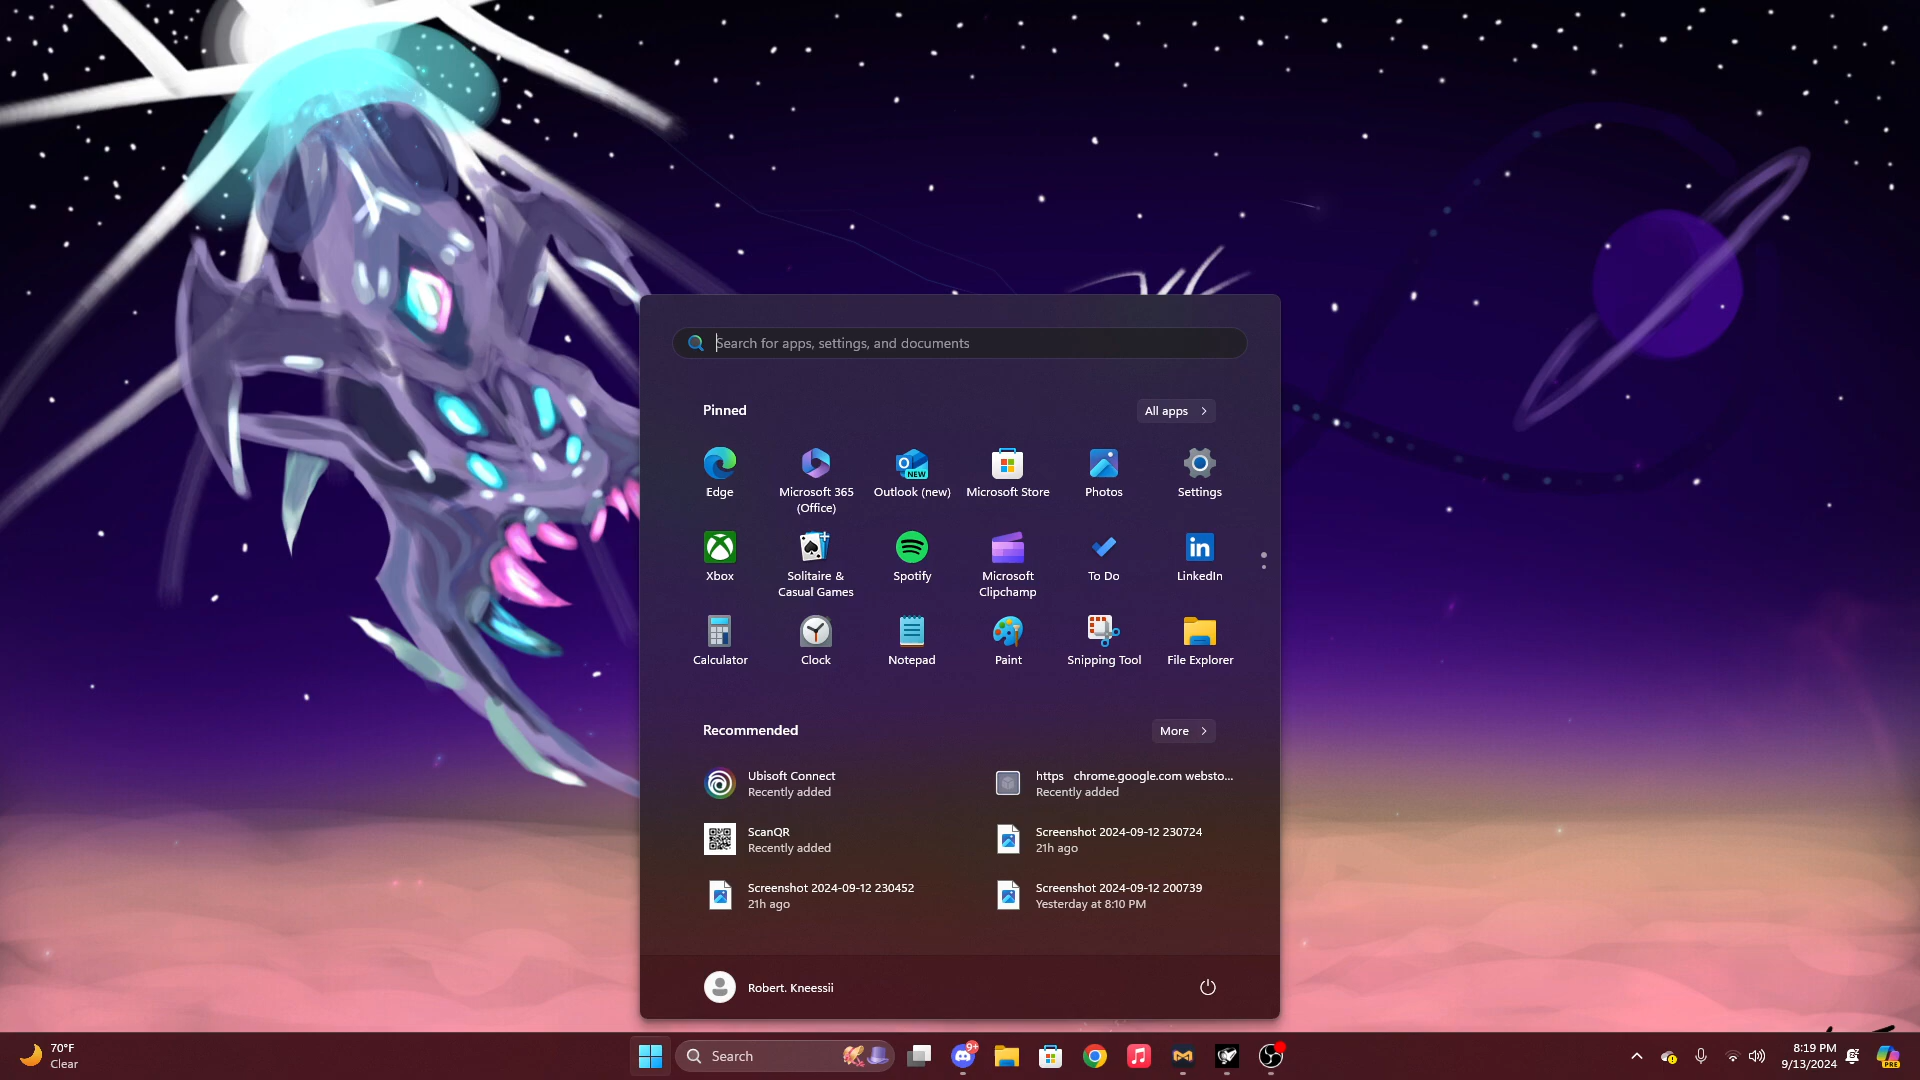 Search for apps, settings, and documents
Pinned
All apps
Edge
Microsoft 365
(Office)
Outlook (new)
Microsoft Store
Photos
Settings
Xbox
Solitaire &
Casual Games
Spotify
Microsoft
Clipchamp
To Do
LinkedIn
Calculator
Clock
Notepad
Paint
Snipping Tool
File Explorer
Recommended
More
Ubisoft Connect
Recently added
https chrome.google.com websto...
Recently added
ScanQR
Recently added
Screenshot 2024-09-12 230724
21h ago
Screenshot 2024-09-12 230452
21h ago
Screenshot 2024-09-12 200739
Yesterday at 8:10 PM
Robert. Kneessii
70°F
Clear
Search
9+
8:19 PM
9/13/2024
PRE